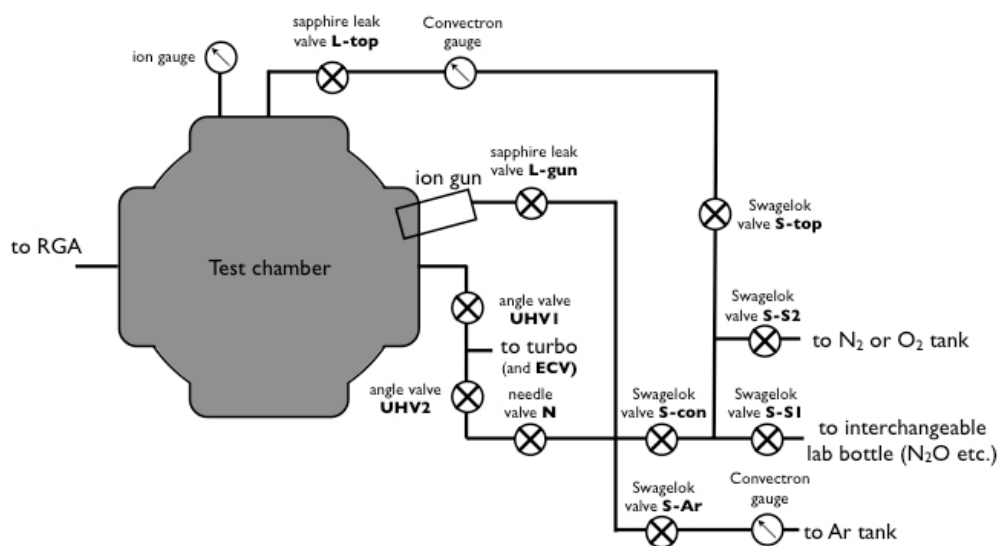 sapphire leak
valve L-top
Convectron
gauge
ion gauge
sapphire leak
valve L-gun
ion gun
Swagelok
valve S-top
to RGA
Test chamber
angle valve
UHV1
Swagelok
valve S-S2
to turbo
(and ECV)
to N₂ or O₂ tank
angle valve
UHV2
needle
valve N
Swagelok
valve S-con
Swagelok
valve S-S1
to interchangeable
lab bottle (N₂O etc.)
Swagelok
valve S-Ar
Convectron
gauge
to Ar tank